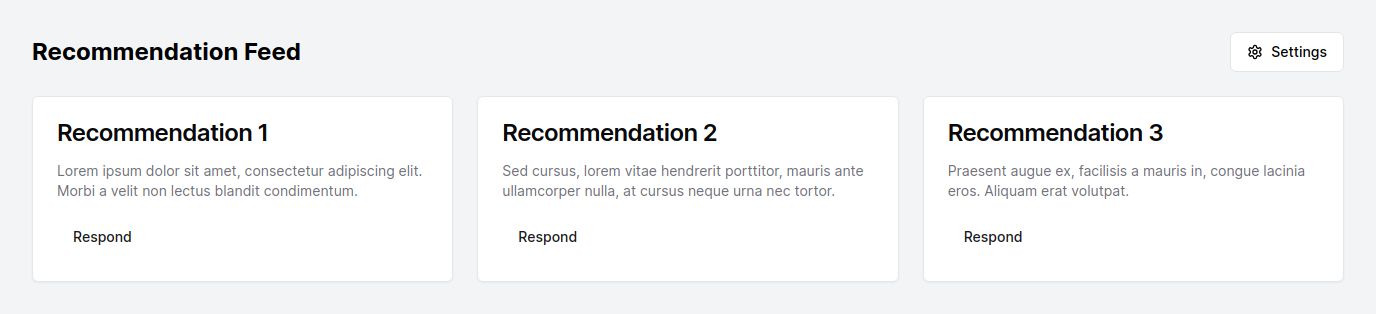 Recommendation Feed
Settings
Recommendation 1
Lorem ipsum dolor sit amet, consectetur adipiscing elit.
Morbi a velit non lectus blandit condimentum.
Respond
Recommendation 2
Sed cursus, lorem vitae hendrerit porttitor, mauris ante
ullamcorper nulla, at cursus neque urna nec tortor.
Respond
Recommendation 3
Praesent augue ex, facilisis a mauris in, congue lacinia
eros. Aliquam erat volutpat.
Respond